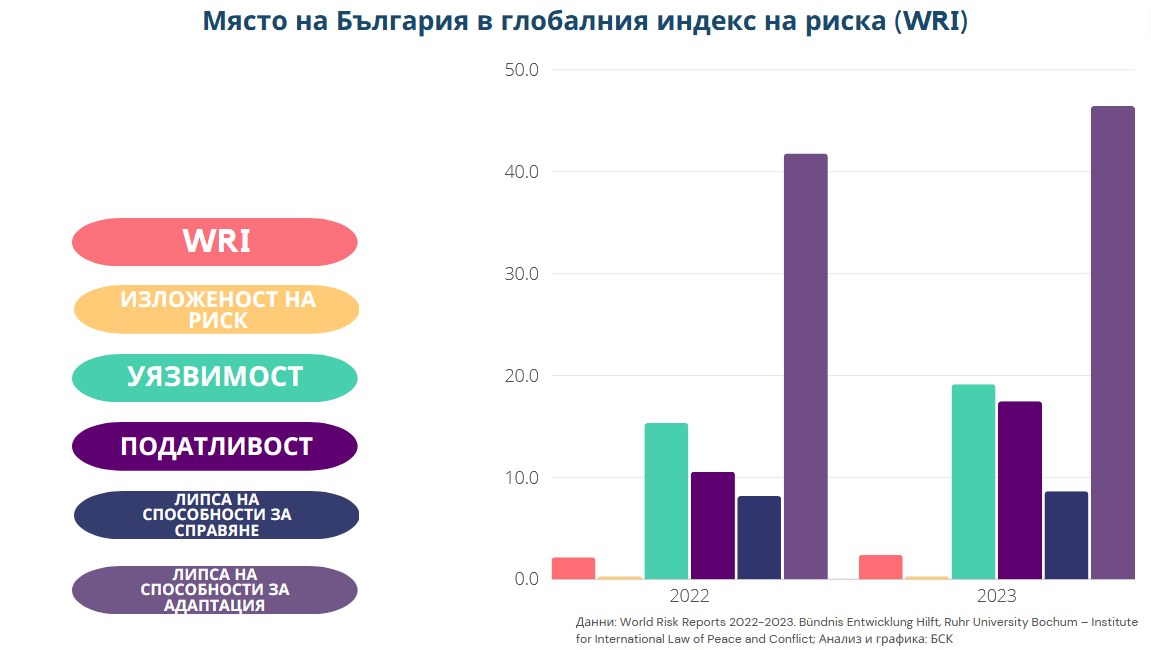 Място на България в глобалния индекс на риска (WRI)
WRI
ИЗЛОЖЕНОСТ НА
РИСК
УЯЗВИМОСТ
ПОДАТЛИВОСТ
ЛИПСА НА
СПОСОБНОСТИ ЗА
СПРАВЯНЕ
ЛИПСА НА
СПОСОБНОСТИ ЗА
АДАПТАЦИЯ
50.0
40.0
30.0
20.0
10.0
0.0
2022
2023
Данни: World Risk Reports 2022-2023. Bündnis Entwicklung Hilft, Ruhr University Bochum – Institute
for International Law of Peace and Conflict; Анализ и графика: БСК